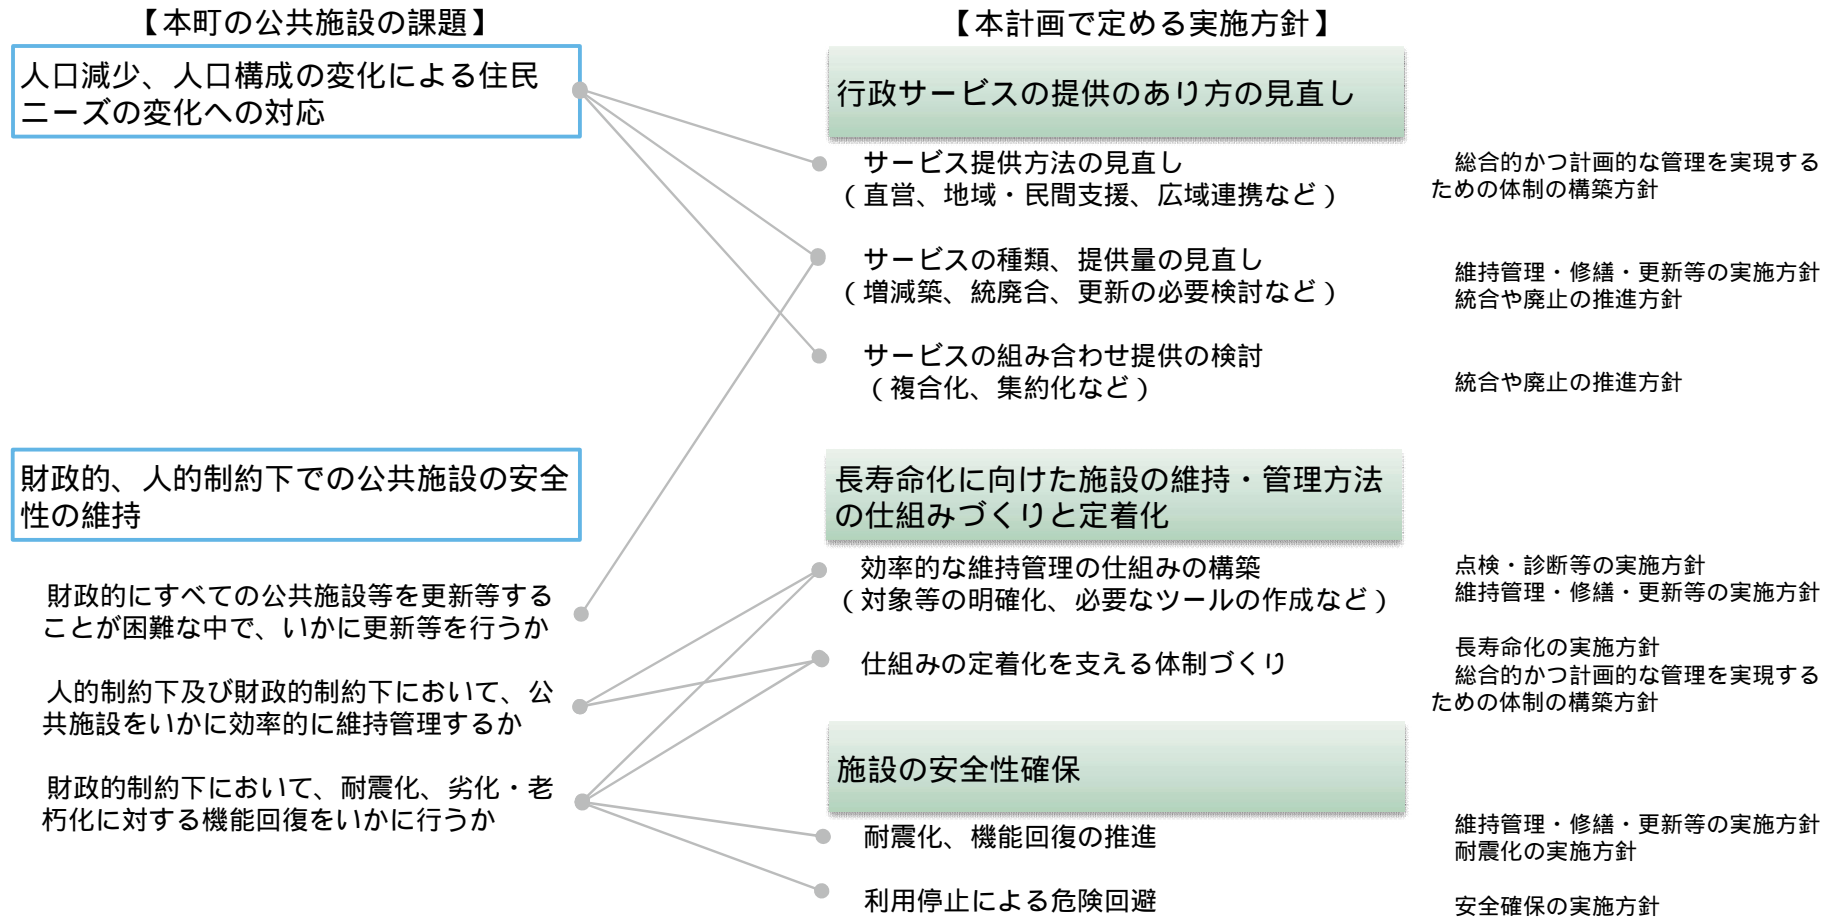 【本町の公共施設の課題】
人口減少、人口構成の変化による住民
ニーズの変化への対応
財政的、人的制約下での公共施設の安全
性の維持
財政的にすべての公共施設等を更新等する
ことが困難な中で、いかに更新等を行うか
人的制約下及び財政的制約下において、公
共施設をいかに効率的に維持管理するか
財政的制約下において、耐震化、劣化・老
朽化に対する機能回復をいかに行うか
【本計画で定める実施方針】
行政サービスの提供のあり方の見直し
サービス提供方法の見直し
(直営、地域・民間支援、広域連携など)
総合的かつ計画的な管理を実現する
ための体制の構築方針
サービスの種類、提供量の見直し
(増減築、統廃合、更新の必要検討など)
維持管理・修繕・更新等の実施方針
統合や廃止の推進方針
サービスの組み合わせ提供の検討
(複合化、集約化など)
統合や廃止の推進方針
長寿命化に向けた施設の維持・管理方法
の仕組みづくりと定着化
効率的な維持管理の仕組みの構築
(対象等の明確化、必要なツールの作成など)
点検・診断等の実施方針
維持管理・修繕・更新等の実施方針
仕組みの定着化を支える体制づくり
長寿命化の実施方針
総合的かつ計画的な管理を実現する
ための体制の構築方針
施設の安全性確保
耐震化、機能回復の推進
維持管理・修繕・更新等の実施方針
耐震化の実施方針
利用停止による危険回避
安全確保の実施方針